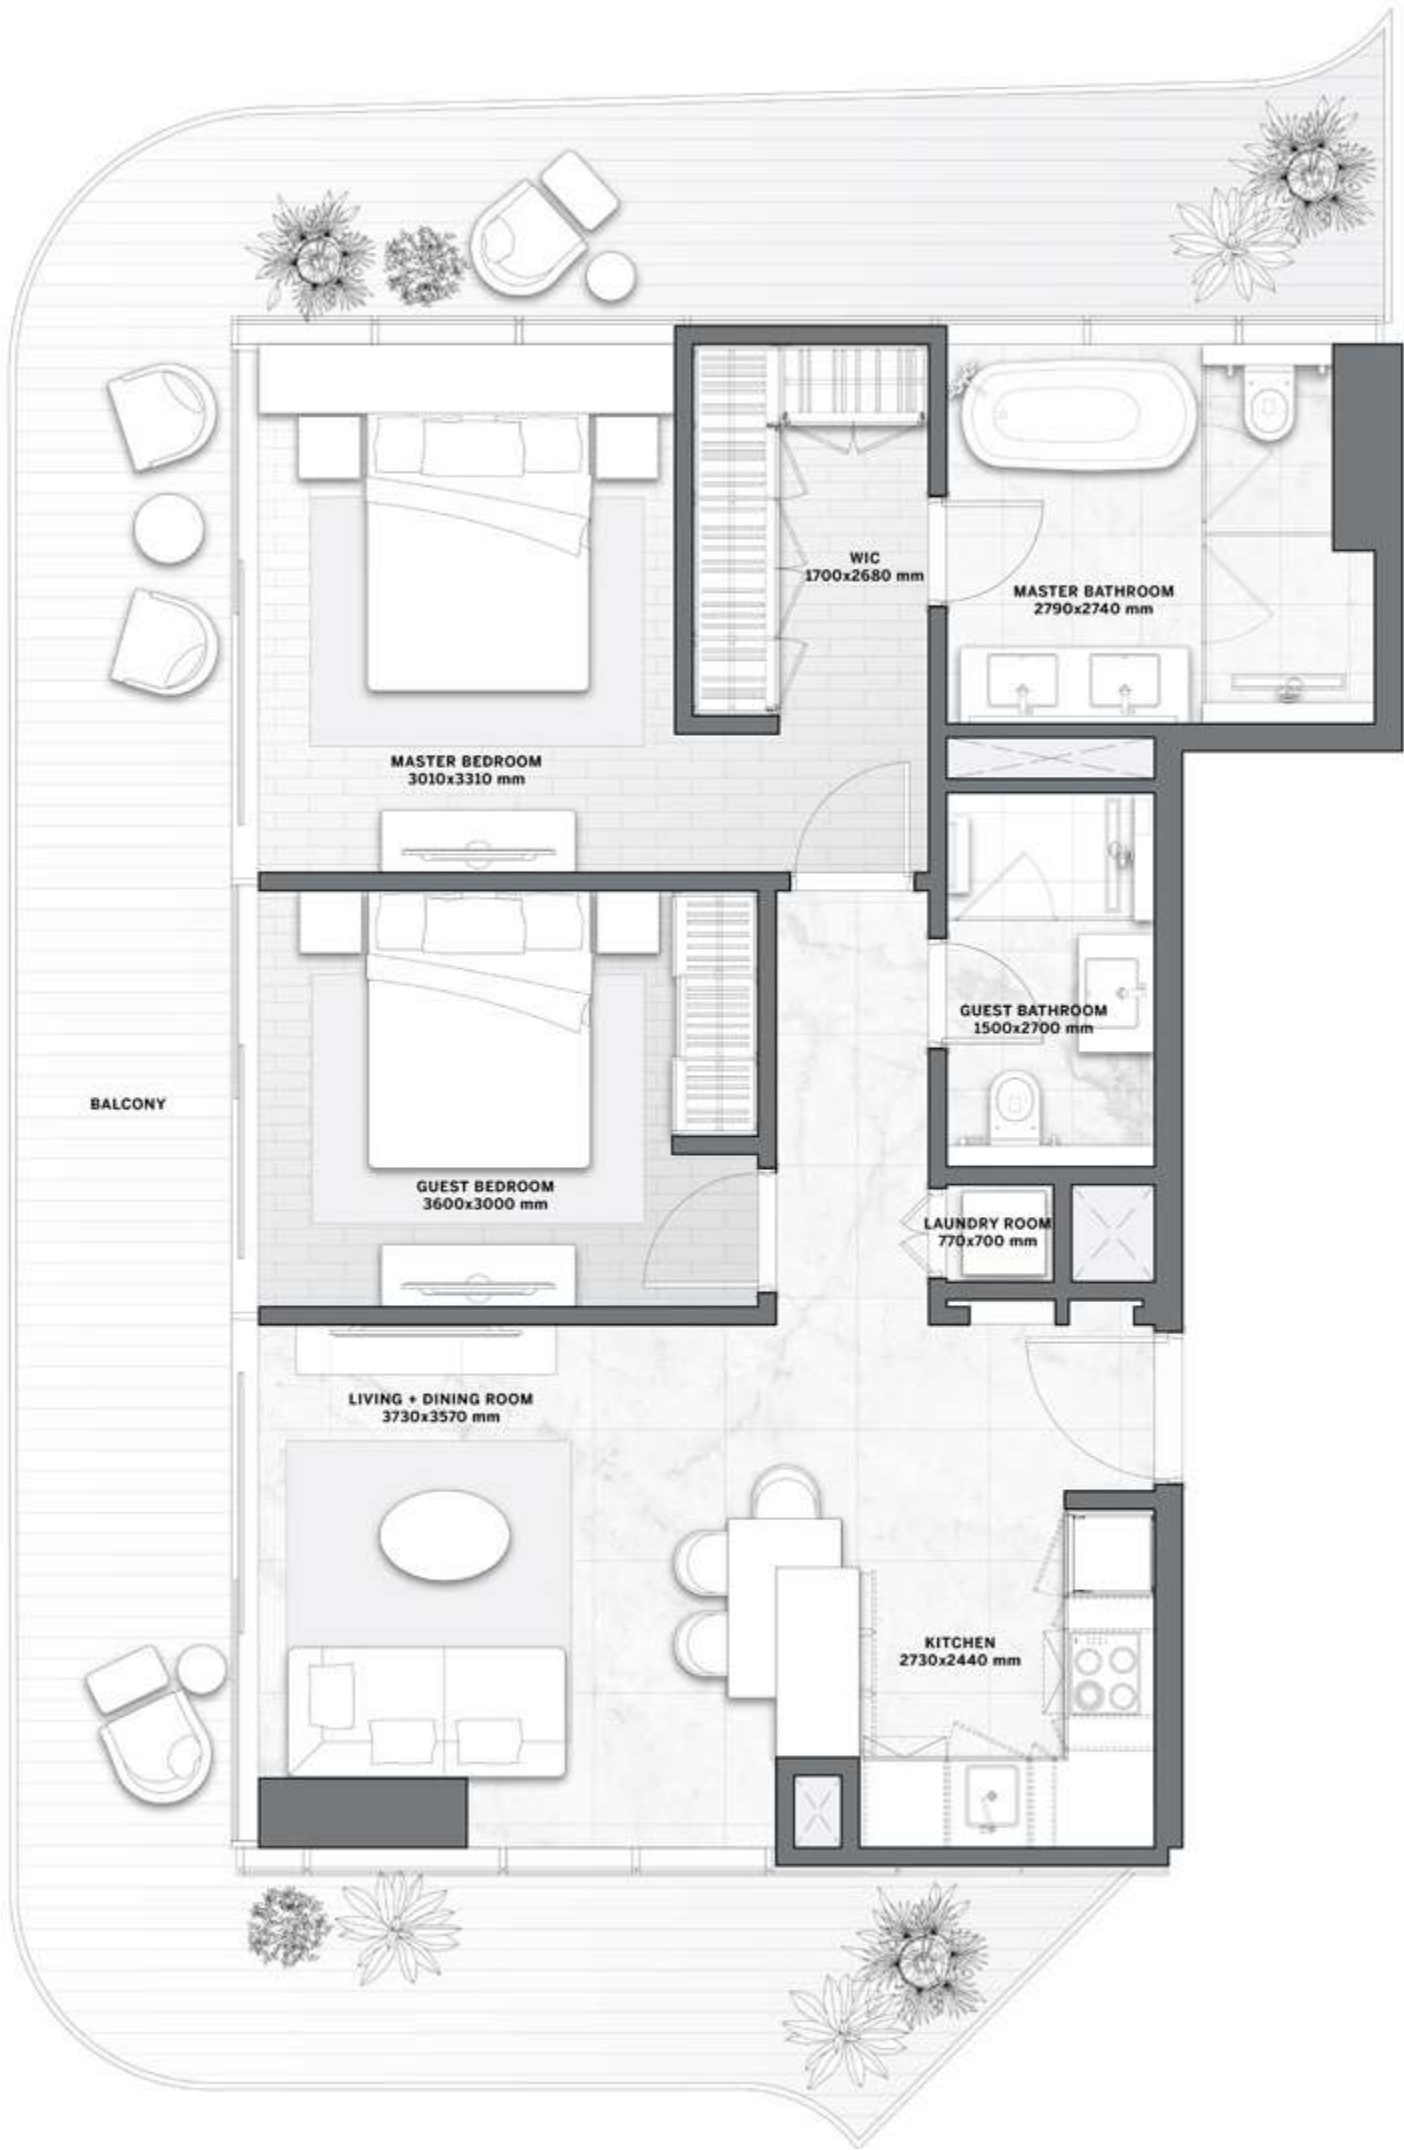 WIC
1700x2680 mm
MASTER BATHROOM
2790x2740 mm
MASTER BEDROOM
3010x3310 mm
GUEST BATHROOM
1500x2700 mm
BALCONY
GUEST BEDROOM
3600x3000 mm
LAUNDRY ROOM
770x700 mm
LIVING + DINING ROOM
3730x3570 mm
KITCHEN
2730x2440 mm